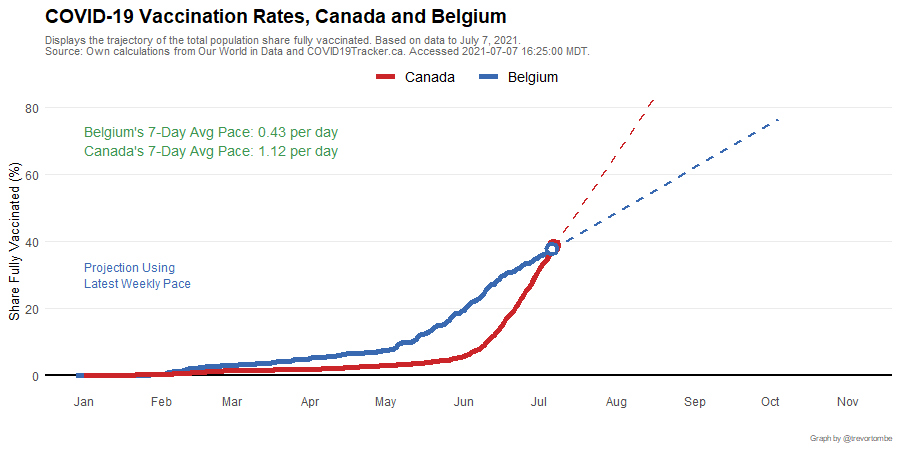 COVID-19 Vaccination Rates, Canada and Belgium
Displays the trajectory of the total population share fully vaccinated. Based on data to July 7, 2021.
Source: Own calculations from Our World in Data and COVID19Tracker.ca. Accessed 2021-07-07 16:25:00 MDT.
Canada
Belgium
80
Belgium's 7-Day Avg Pace: 0.43 per day
Canada's 7-Day Avg Pace: 1.12 per day
60
Share Fully Vaccinated (%)
40
Projection Using
Latest Weekly Pace
20
0
Jan Feb Mar Apr May Jun Jul Aug Sep Oct Nov
Graph by @trevortombe